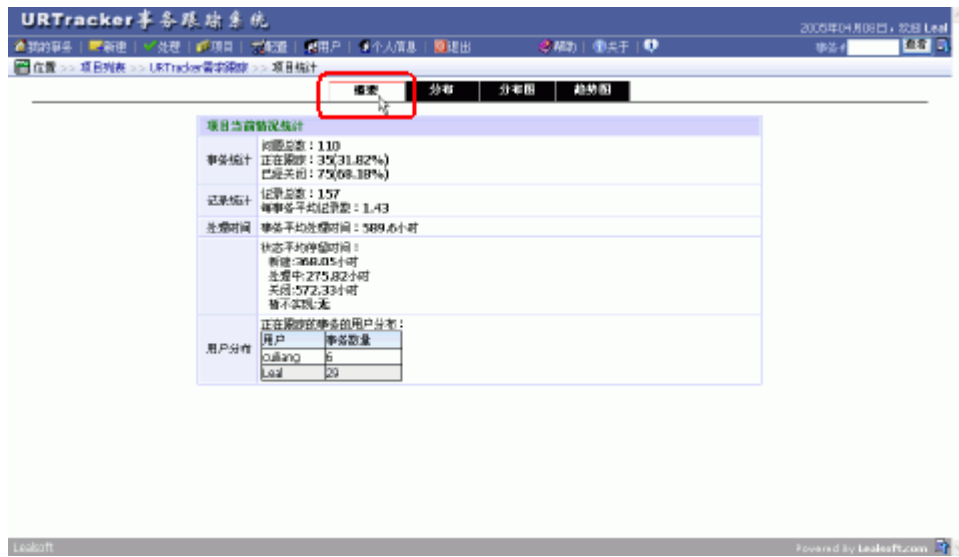 URTracker事务跟踪系统
2005年04月08日，欢迎 Leal
我的事务 | 新建 | 处理 | 项目 | 配置 | 用户 | 个人信息 | 退出 帮助 | 关于 |
事务# 查看
位置 >> 项目列表 >> URTracker需求跟踪 >> 项目统计
概要 分布 分布图 趋势图
项目当前情况统计
事务统计
问题总数：110
正在跟踪：35(31.82%)
已经关闭：75(68.18%)
记录统计
记录总数：157
每事务平均记录数：1.43
处理时间 事务平均处理时间：589.6小时
状态平均停留时间：
新建:368.05小时
处理中:275.82小时
关闭:572.33小时
暂不实现:无
用户分布
正在跟踪的事务的用户分布：
用户 事务数量
cuiliang 6
Leal 29
Lealsoft Powered by Lealsoft.com